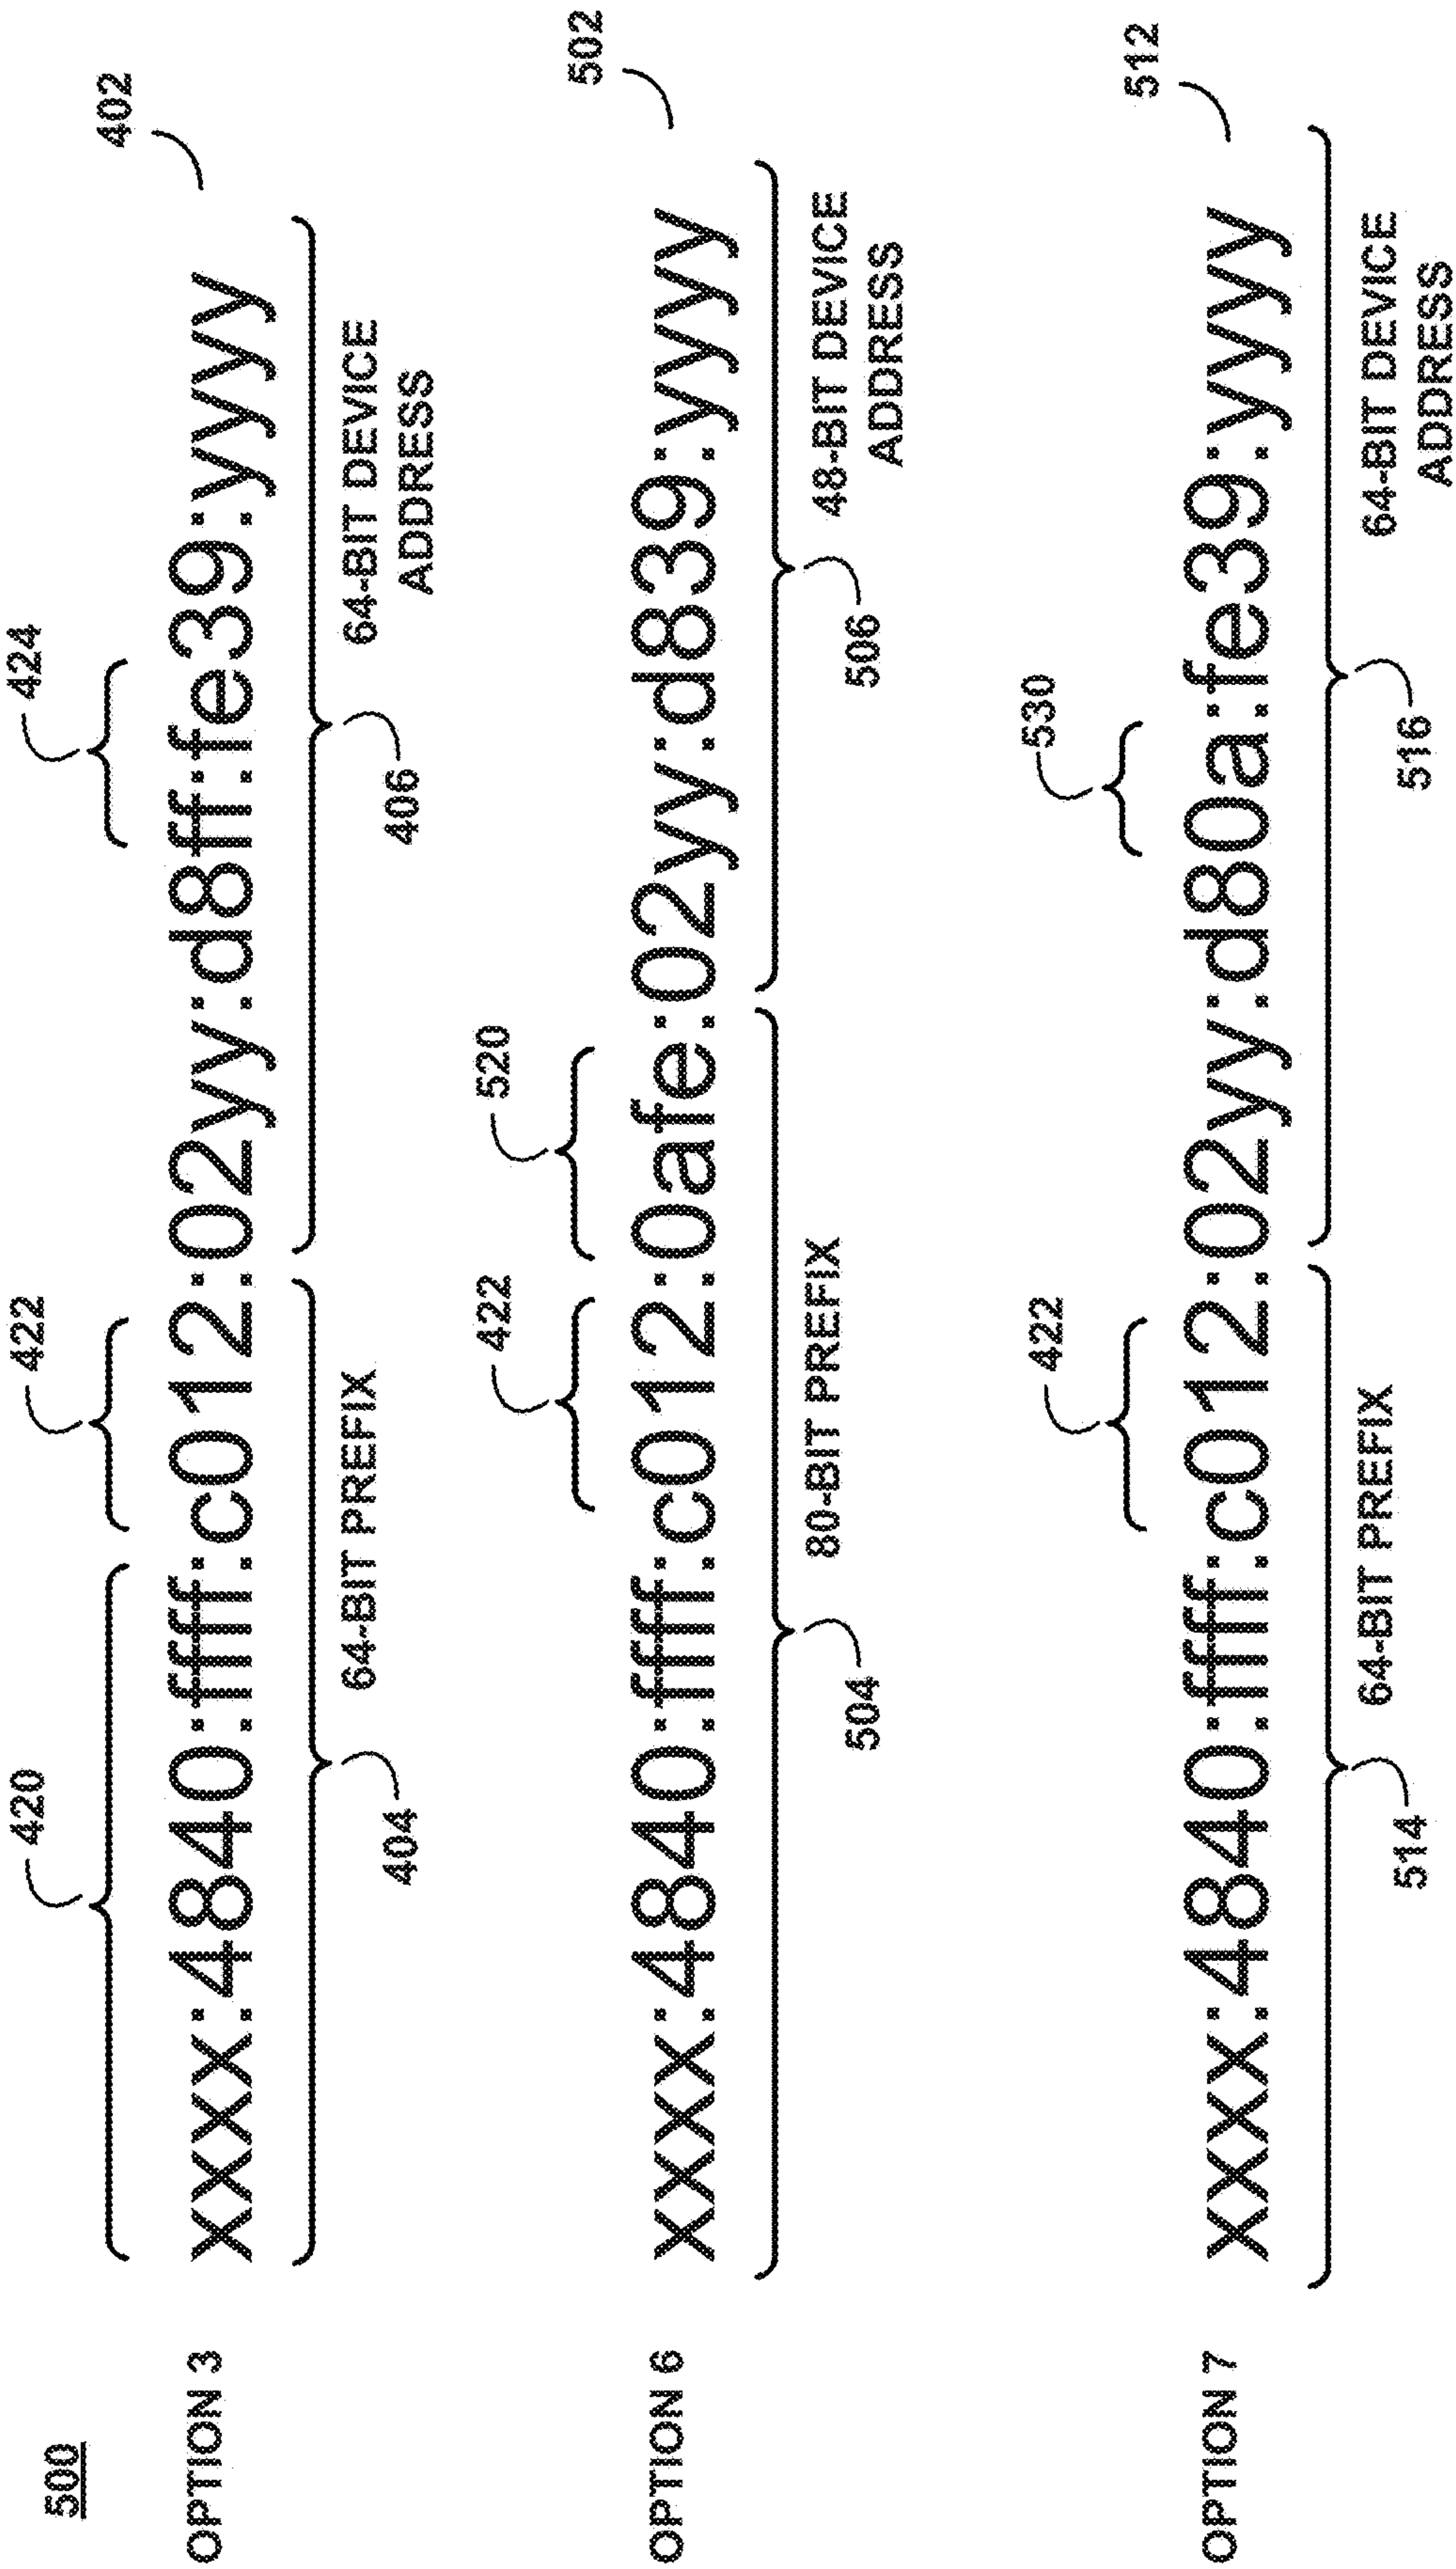 500
420
422
424
402
OPTION 3
xxxx:4840:ffff:c012:02yy:d8ff:fe39:yyyy
64-BIT PREFIX
64-BIT DEVICE
ADDRESS
404
406
422
520
502
OPTION 6
xxxx:4840:ffff:c012:0afe:02yy:d839:yyyy
80-BIT PREFIX
48-BIT DEVICE
ADDRESS
504
506
422
530
512
OPTION 7
xxxx:4840:ffff:c012:02yy:d80a:fe39:yyyy
64-BIT PREFIX
64-BIT DEVICE
ADDRESS
514
516